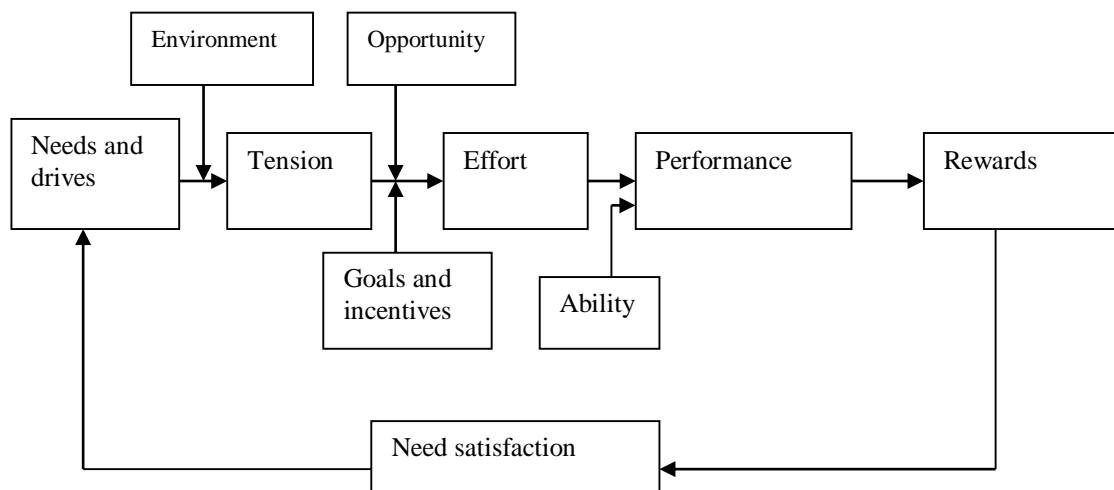 Environment
Opportunity
Needs and
drives
Tension
Effort
Performance
Rewards
Goals and
incentives
Ability
Need satisfaction